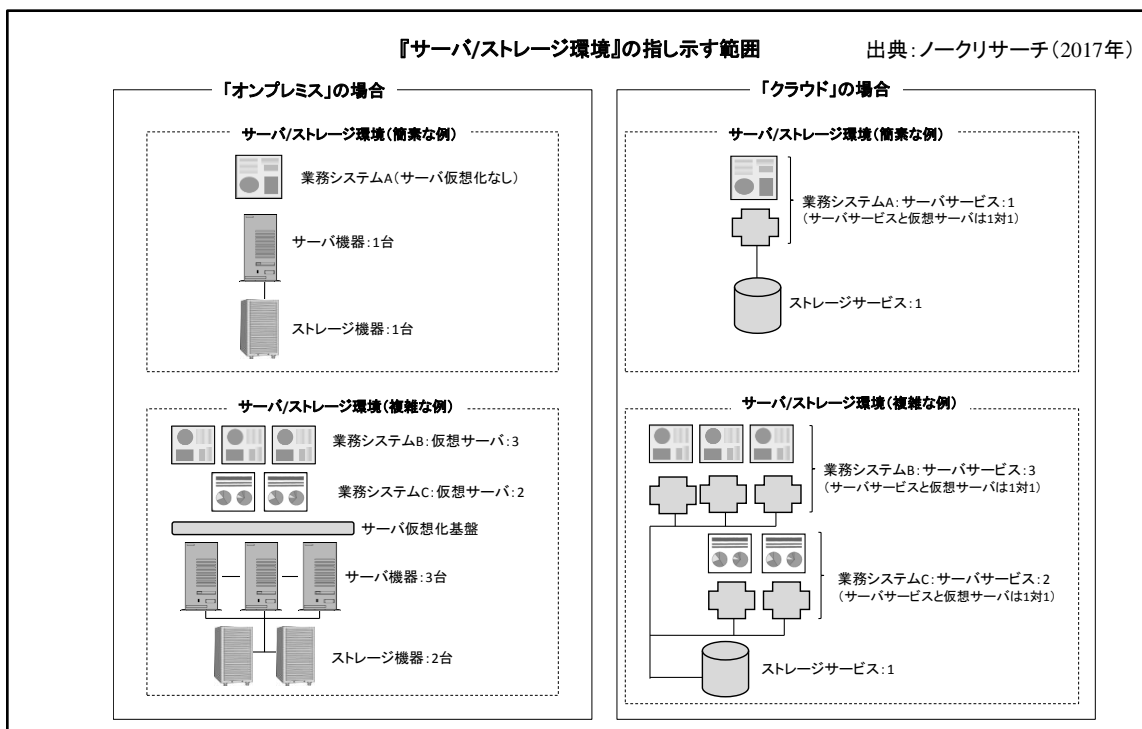 『サーバ/ストレージ環境』の指し示す範囲
出典：ノークリサーチ（2017年）
「オンプレミス」の場合
サーバ/ストレージ環境（簡素な例）
業務システムA（サーバ仮想化なし）
サーバ機器：1台
ストレージ機器：1台
サーバ/ストレージ環境（複雑な例）
業務システムB：仮想サーバ：3
業務システムC：仮想サーバ：2
サーバ仮想化基盤
サーバ機器：3台
ストレージ機器：2台
「クラウド」の場合
サーバ/ストレージ環境（簡素な例）
業務システムA：サーバサービス：1
（サーバサービスと仮想サーバは1対1）
ストレージサービス：1
サーバ/ストレージ環境（複雑な例）
業務システムB：サーバサービス：3
（サーバサービスと仮想サーバは1対1）
業務システムC：サーバサービス：2
（サーバサービスと仮想サーバは1対1）
ストレージサービス：1